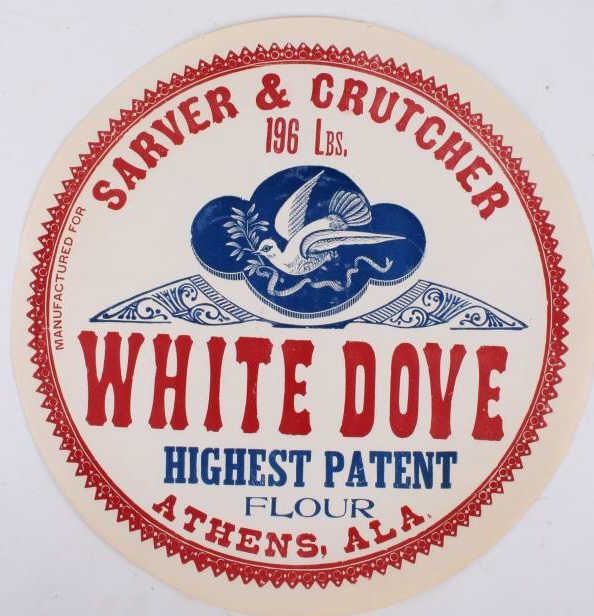 MANUFACTURED FOR
SARVER & CRUTCHER
196 LBS.
WHITE DOVE
HIGHEST PATENT
FLOUR
ATHENS, ALA.